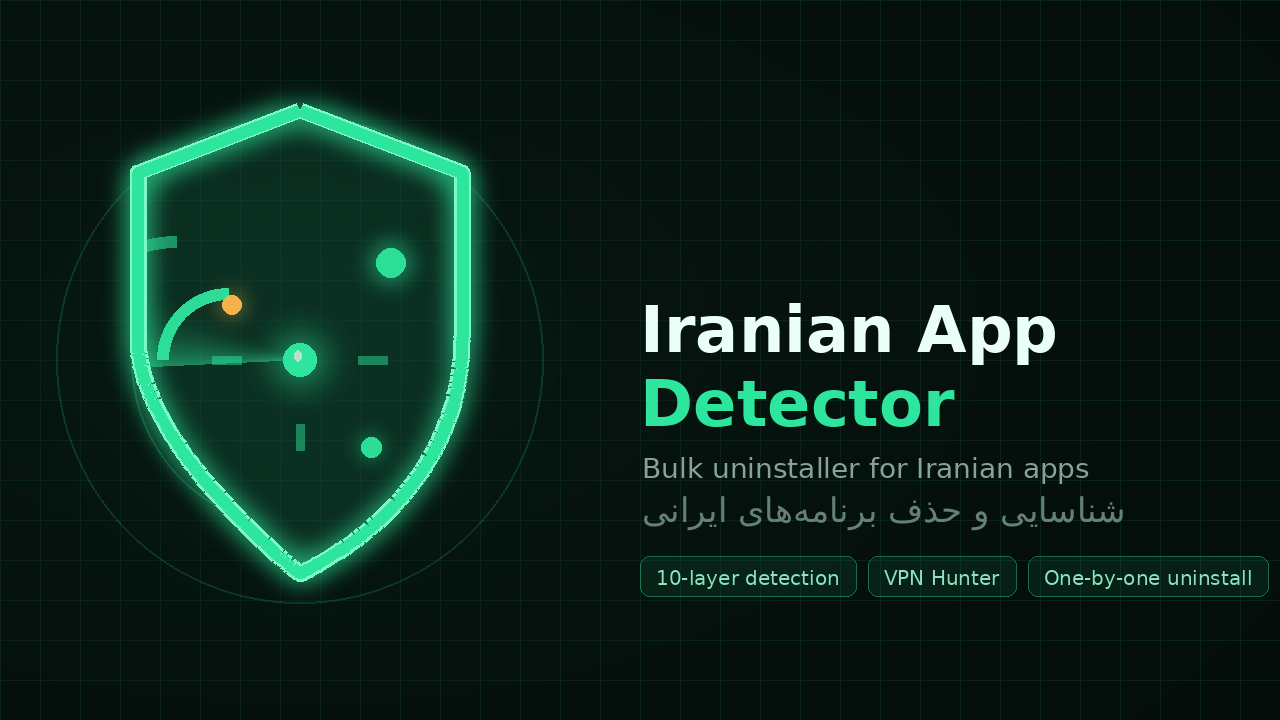 Iranian App
Detector
Bulk uninstaller for Iranian apps
شناسایی و حذف برنامه‌های ایرانی
10-layer detection VPN Hunter One-by-one uninstall